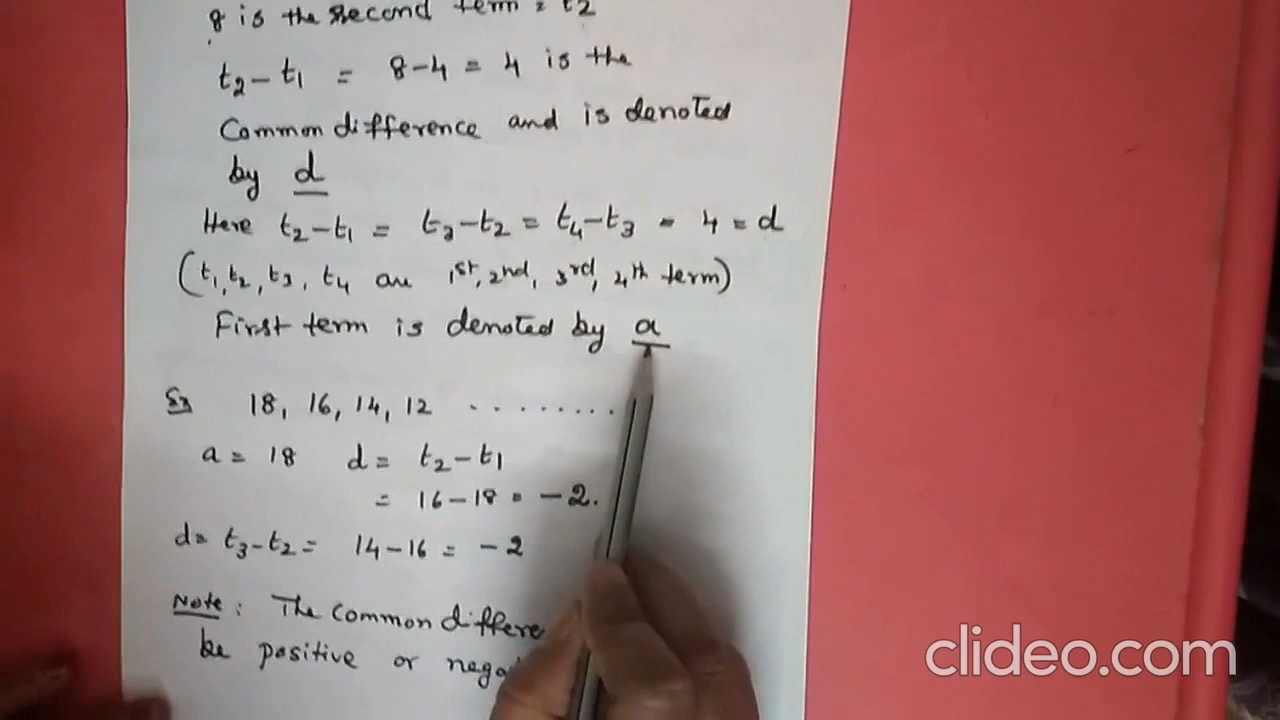 8 is the second term = t2
t2 - t1 = 8-4 = 4 is the
Common difference and is denoted
by d
Here t2-t1 = t3-t2 = t4-t3 = 4 = d
(t1, t2, t3, t4 are 1st, 2nd, 3rd, 4th term)
First term is denoted by a
Ex 18, 16, 14, 12 ........
a = 18 d = t2-t1
= 16-18 = -2.
d= t3-t2 = 14-16 = -2
Note: The common differe
be positive or nega
clideo.com